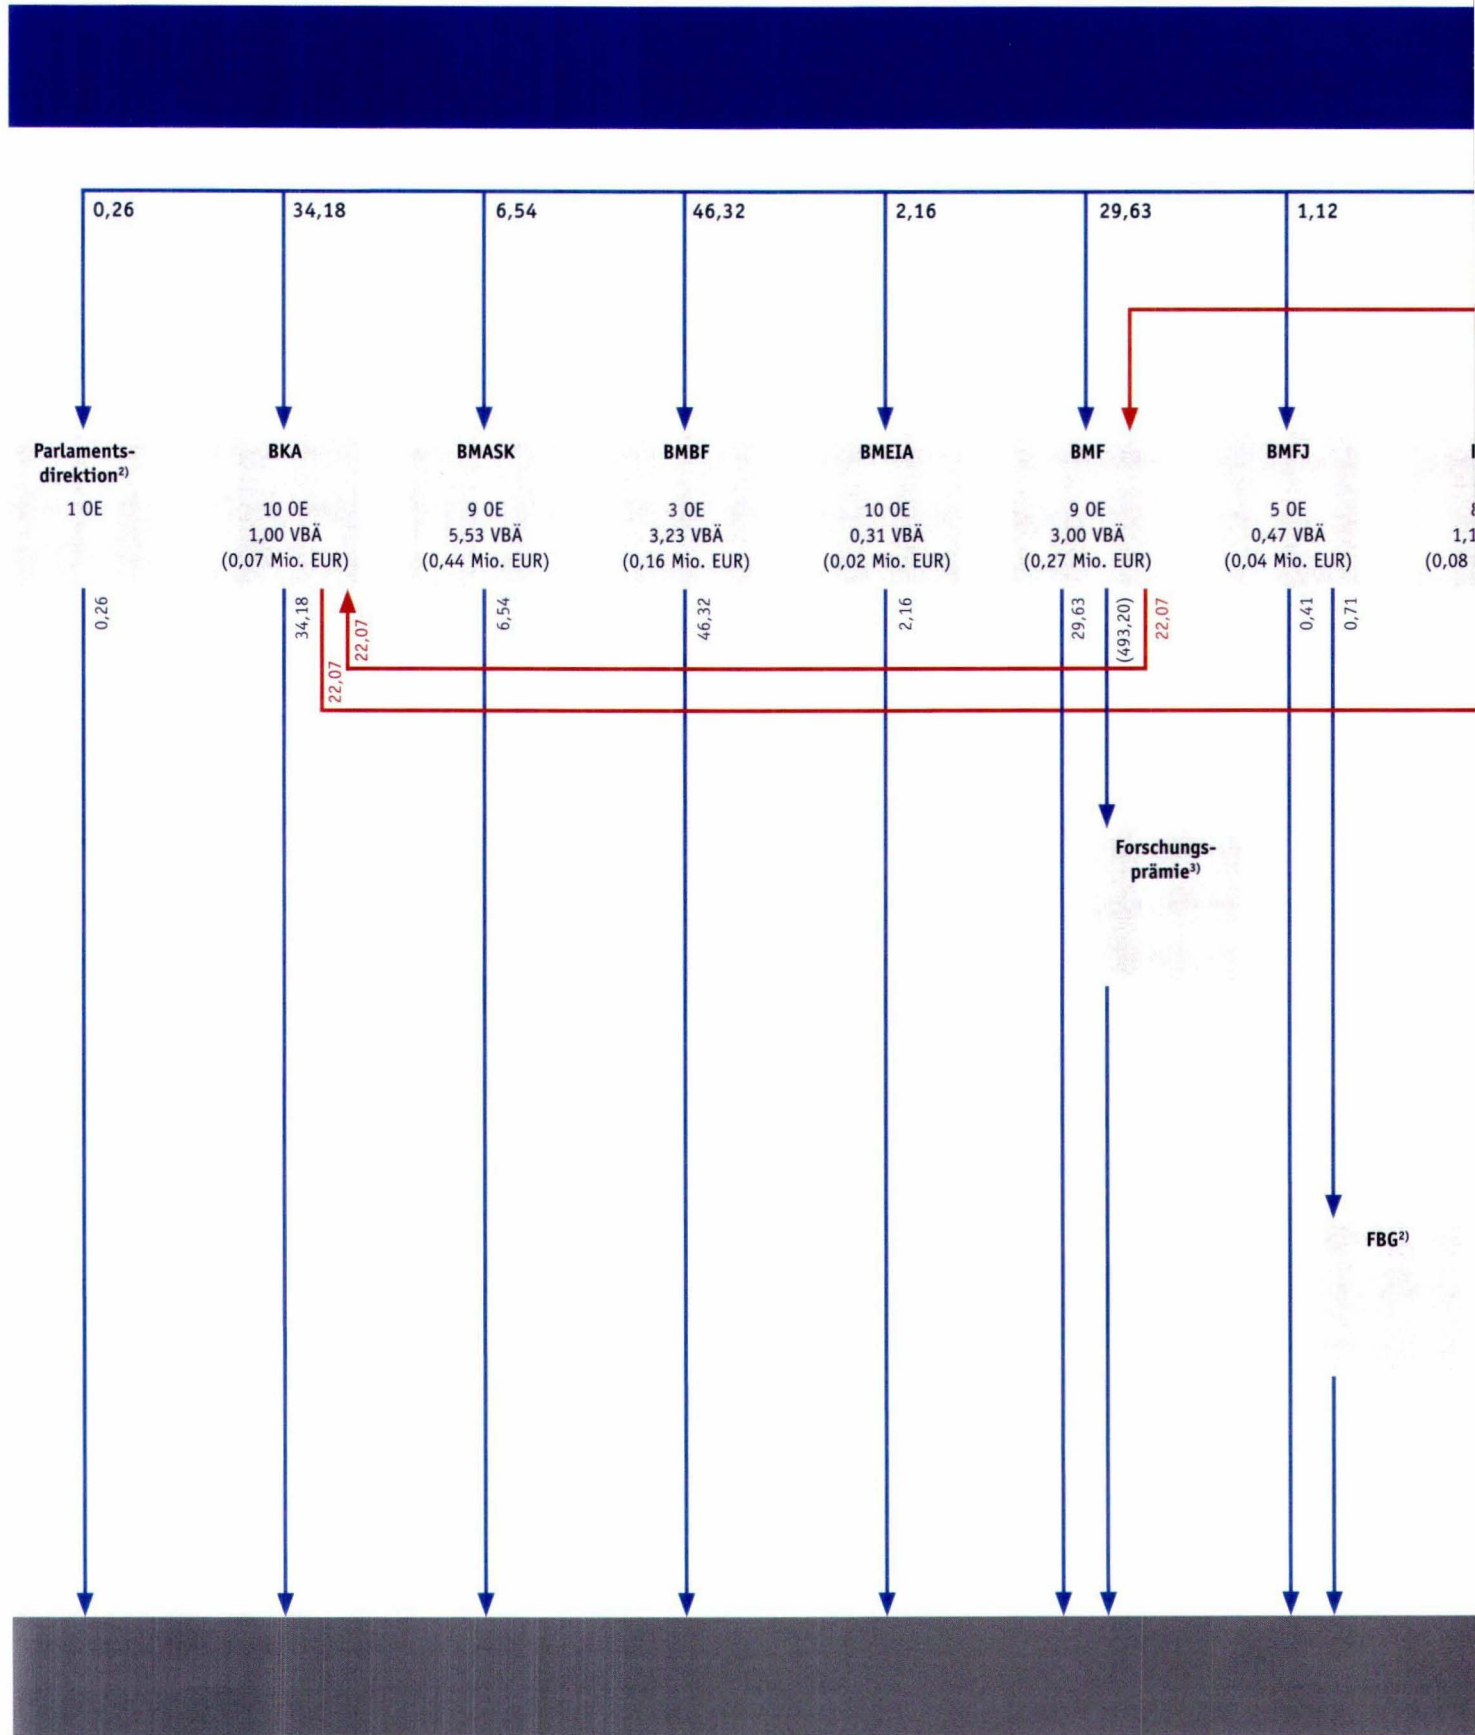 0,26
34,18
6,54
46,32
2,16
29,63
1,12
Parlaments-
direktion²⁾
1 OE
BKA
10 OE
1,00 VBÄ
(0,07 Mio. EUR)
BMASK
9 OE
5,53 VBÄ
(0,44 Mio. EUR)
BMBF
3 OE
3,23 VBÄ
(0,16 Mio. EUR)
BMEIA
10 OE
0,31 VBÄ
(0,02 Mio. EUR)
BMF
9 OE
3,00 VBÄ
(0,27 Mio. EUR)
BMFJ
5 OE
0,47 VBÄ
(0,04 Mio. EUR)
8
1,1
(0,08
0,26
34,18
22,07
22,07
6,54
46,32
2,16
29,63
(493,20)
22,07
0,41
0,71
Forschungs-
prämie³⁾
FBG²⁾